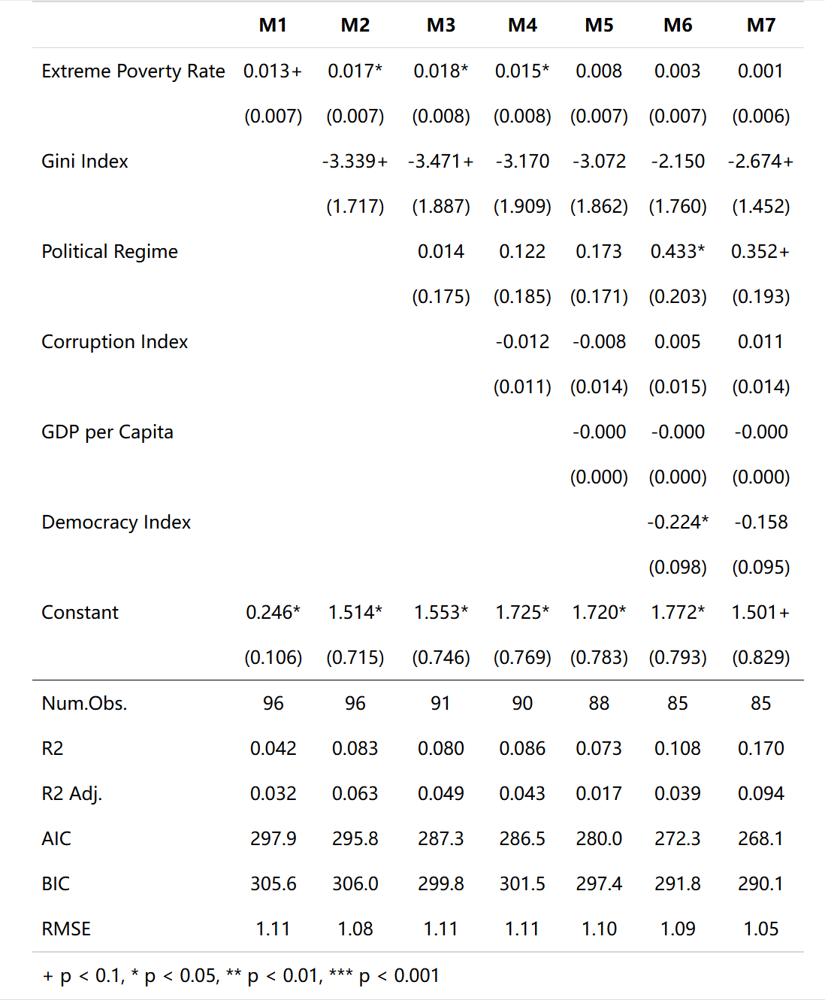 M1 M2 M3 M4 M5 M6 M7
Extreme Poverty Rate 0.013+ 0.017* 0.018* 0.015* 0.008 0.003 0.001
(0.007) (0.007) (0.008) (0.008) (0.007) (0.007) (0.006)
Gini Index -3.339+ -3.471+ -3.170 -3.072 -2.150 -2.674+
(1.717) (1.887) (1.909) (1.862) (1.760) (1.452)
Political Regime 0.014 0.122 0.173 0.433* 0.352+
(0.175) (0.185) (0.171) (0.203) (0.193)
Corruption Index -0.012 -0.008 0.005 0.011
(0.011) (0.014) (0.015) (0.014)
GDP per Capita -0.000 -0.000 -0.000
(0.000) (0.000) (0.000)
Democracy Index -0.224* -0.158
(0.098) (0.095)
Constant 0.246* 1.514* 1.553* 1.725* 1.720* 1.772* 1.501+
(0.106) (0.715) (0.746) (0.769) (0.783) (0.793) (0.829)
Num.Obs. 96 96 91 90 88 85 85
R2 0.042 0.083 0.080 0.086 0.073 0.108 0.170
R2 Adj. 0.032 0.063 0.049 0.043 0.017 0.039 0.094
AIC 297.9 295.8 287.3 286.5 280.0 272.3 268.1
BIC 305.6 306.0 299.8 301.5 297.4 291.8 290.1
RMSE 1.11 1.08 1.11 1.11 1.10 1.09 1.05
+ p < 0.1, * p < 0.05, ** p < 0.01, *** p < 0.001